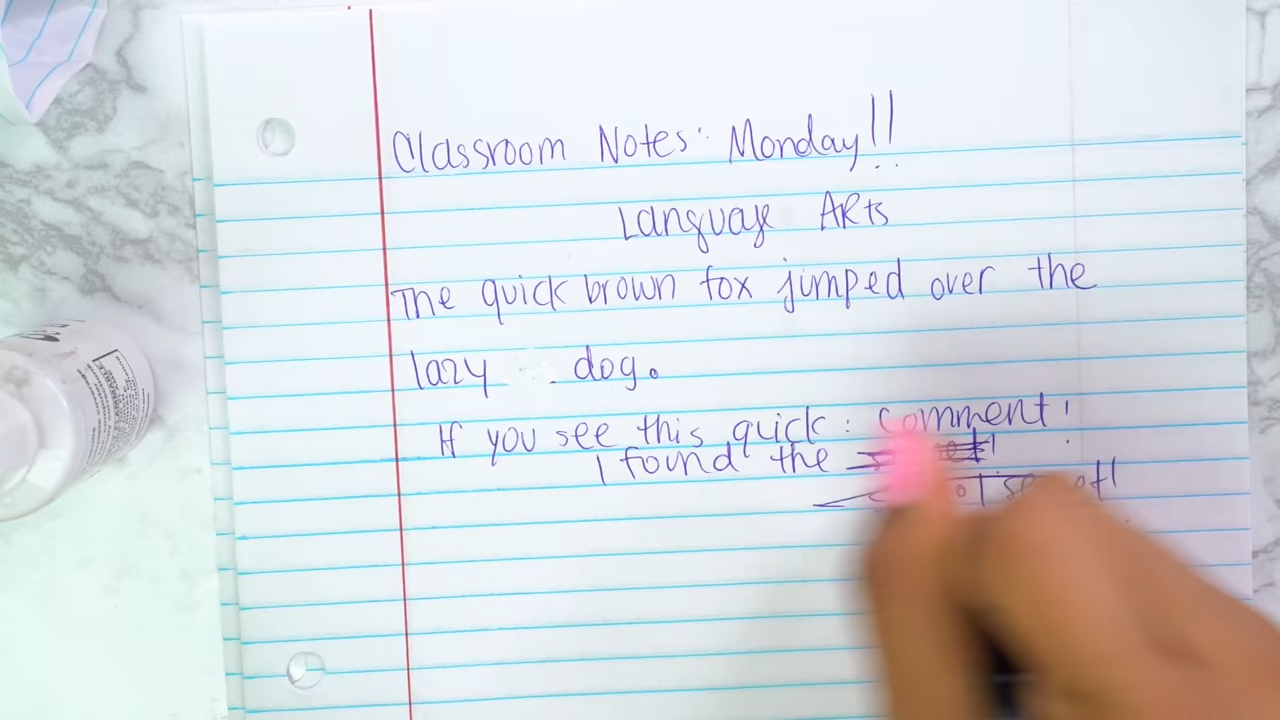 Classroom Notes: Monday!!
Language ARts
The quick brown fox jumped over the
lazy dog.
If you see this quick: comment!
I found the